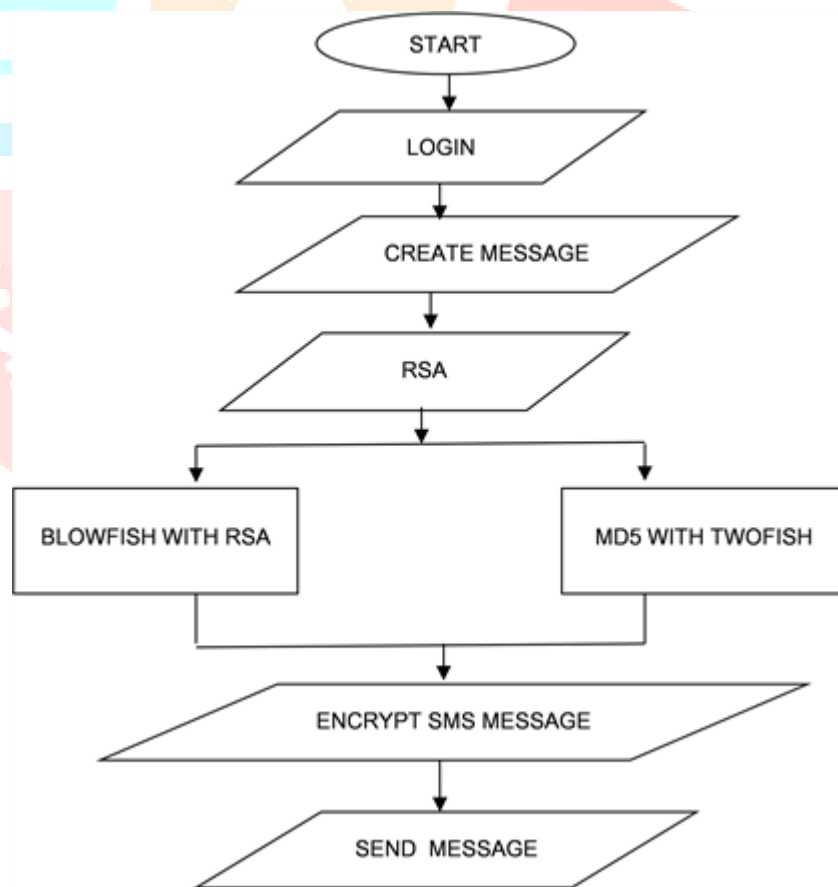 START
LOGIN
CREATE MESSAGE
RSA
BLOWFISH WITH RSA
MD5 WITH TWOFISH
ENCRYPT SMS MESSAGE
SEND MESSAGE